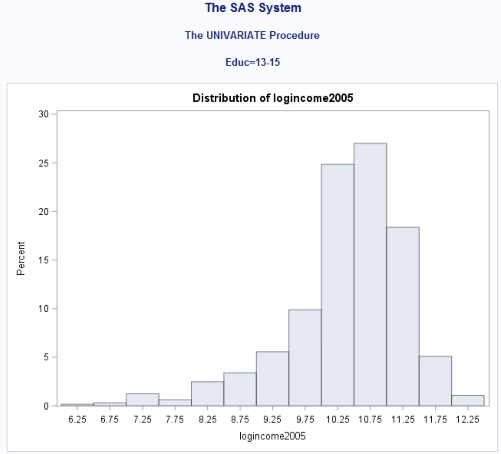 The SAS System
The UNIVARIATE Procedure
Educ=13-15
Distribution of logincome2005
30
25
20
15
10
5
0
Percent
6.25 6.75 7.25 7.75 8.25 8.75 9.25 9.75 10.25 10.75 11.25 11.75 12.25
logincome2005